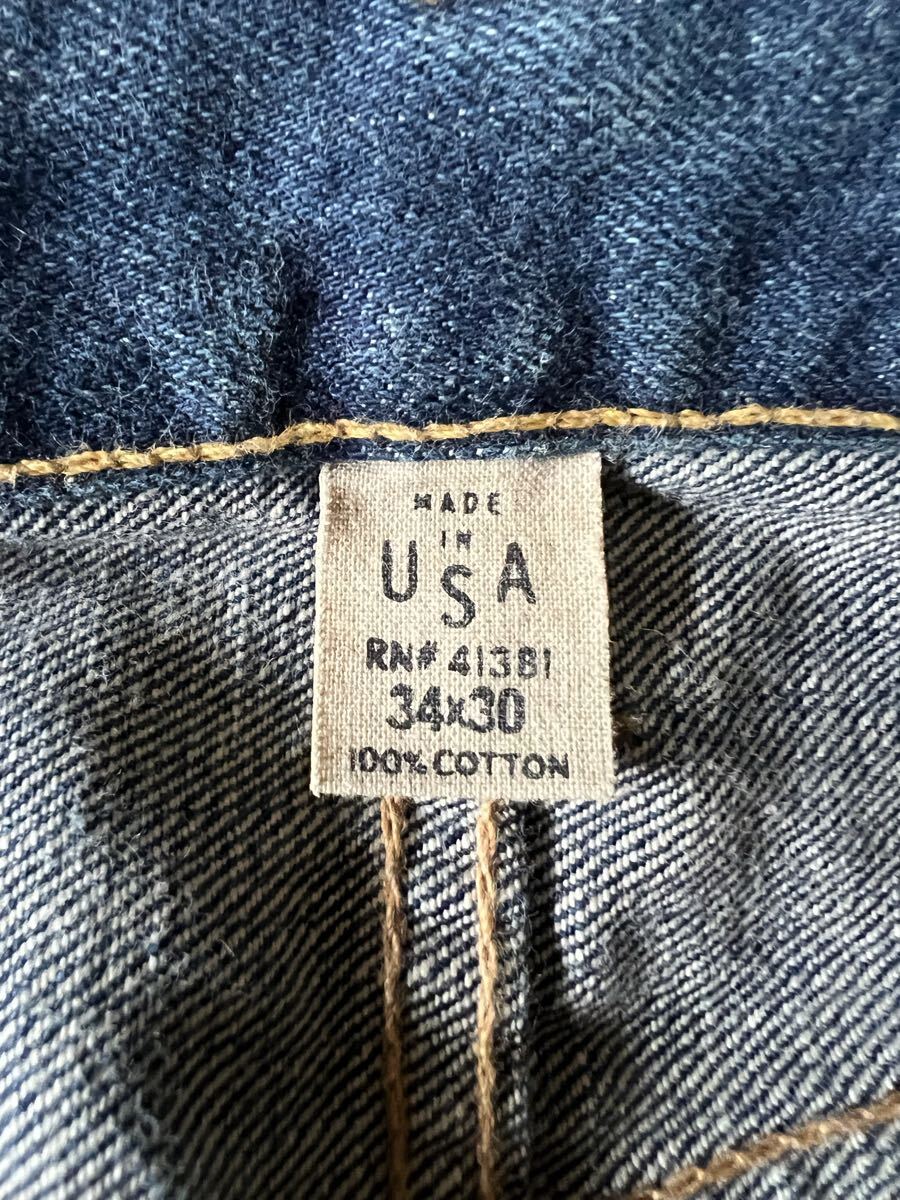 MADE
IN
USA
RN# 41381
34x30
100% COTTON